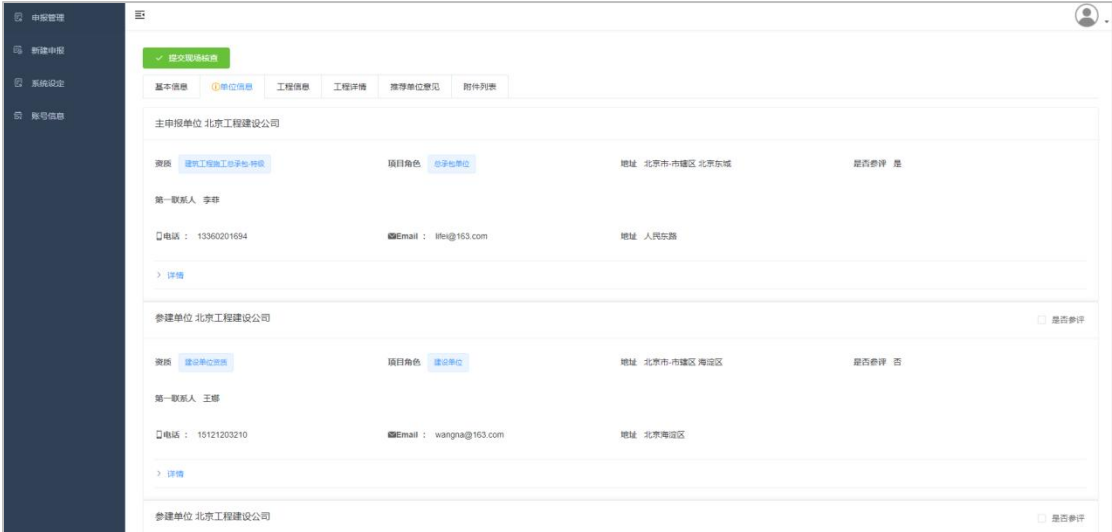 申报管理
新建申报
系统设定
账号信息
提交现场核查
基本信息 单位信息 工程信息 工程详情 推荐单位意见 附件列表
主申报单位 北京工程建设公司
资质 建筑工程施工总承包-特级 项目角色 总承包单位 地址 北京市-市辖区 北京东城 是否参评 是
第一联系人 李菲
电话 : 13360201694 Email : lifei@163.com 地址 人民东路
详情
参建单位 北京工程建设公司 是否参评
资质 建设单位资质 项目角色 建设单位 地址 北京市-市辖区 海淀区 是否参评 否
第一联系人 王娜
电话 : 15121203210 Email : wangna@163.com 地址 北京海淀区
详情
参建单位 北京工程建设公司 是否参评